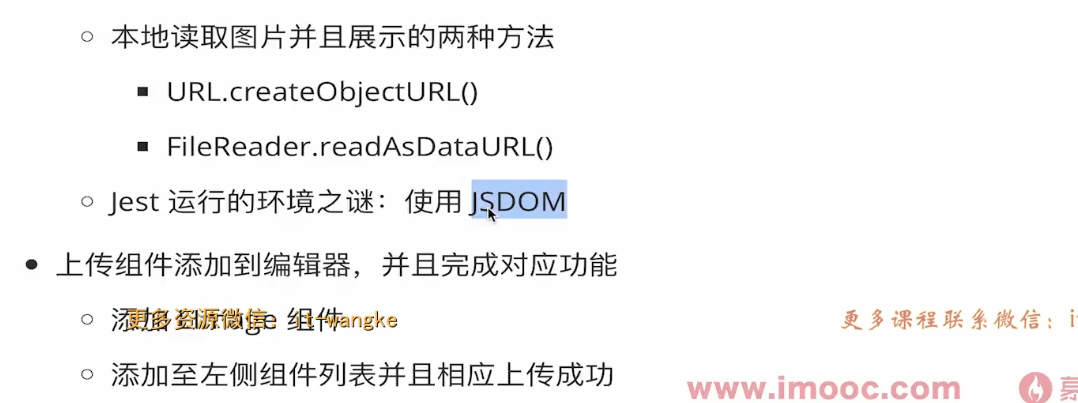 本地读取图片并且展示的两种方法
URL.createObjectURL()
FileReader.readAsDataURL()
Jest 运行的环境之谜：使用 JSDOM
上传组件添加到编辑器，并且完成对应功能
添加 组件
更多资源微信：it-wangke
更多课程联系微信：i
添加至左侧组件列表并且相应上传成功
www.imooc.com